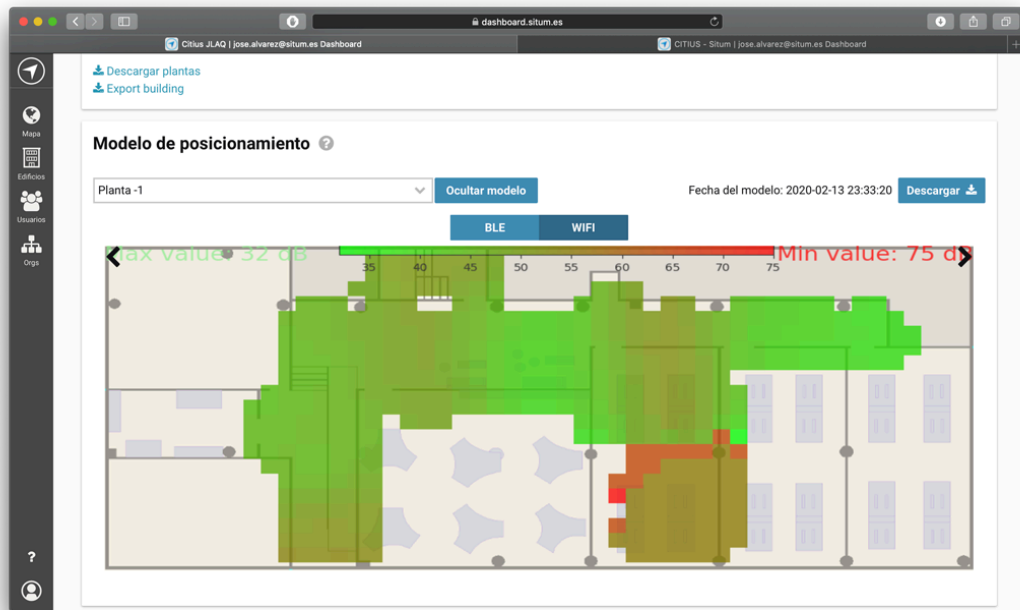 dashboard.situm.es
Citius JLAQ | jose.alvarez@situm.es Dashboard
CITIUS - Situm | jose.alvarez@situm.es Dashboard
Descargar plantas
Export building
Mapa
Edificios
Usuarios
Orgs
?
Modelo de posicionamiento ?
Planta -1
Ocultar modelo
Fecha del modelo: 2020-02-13 23:33:20
Descargar
BLE
WIFI
Max value: 32 dB
Min value: 75 dB
35 40 45 50 55 60 65 70 75